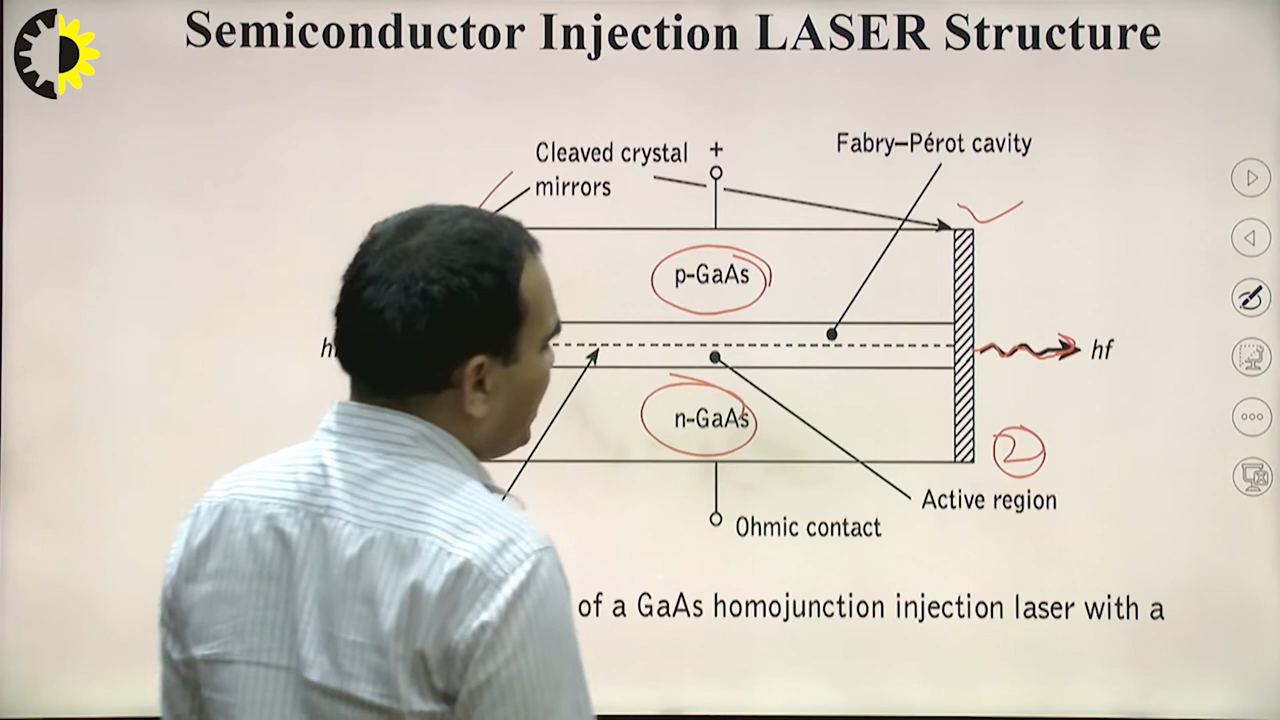 Semiconductor Injection LASER Structure
Cleaved crystal
mirrors
+
Fabry–Pérot cavity
p-GaAs
hf
n-GaAs
2
Active region
Ohmic contact
of a GaAs homojunction injection laser with a